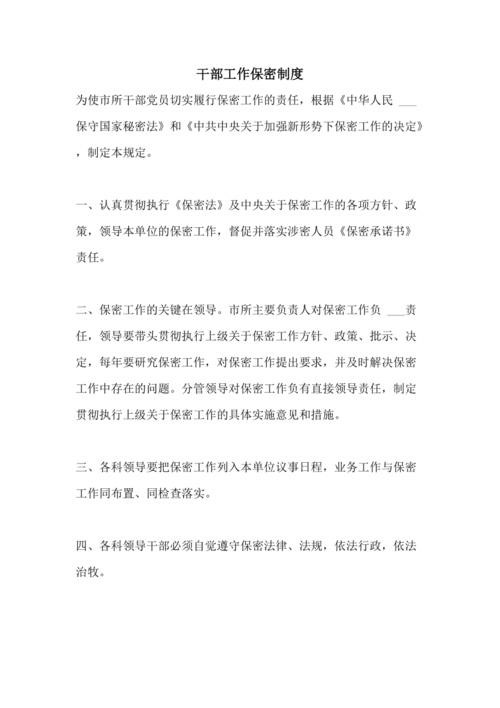 干部工作保密制度
为使市所干部党员切实履行保密工作的责任，根据《中华人民 ___
保守国家秘密法》和《中共中央关于加强新形势下保密工作的决定》
，制定本规定。
一、认真贯彻执行《保密法》及中央关于保密工作的各项方针、政
策，领导本单位的保密工作，督促并落实涉密人员《保密承诺书》
责任。
二、保密工作的关键在领导。市所主要负责人对保密工作负 ___责
任，领导要带头贯彻执行上级关于保密工作方针、政策、批示、决
定，每年要研究保密工作，对保密工作提出要求，并及时解决保密
工作中存在的问题。分管领导对保密工作负有直接领导责任，制定
贯彻执行上级关于保密工作的具体实施意见和措施。
三、各科领导要把保密工作列入本单位议事日程，业务工作与保密
工作同布置、同检查落实。
四、各科领导干部必须自觉遵守保密法律、法规，依法行政，依法
治牧。